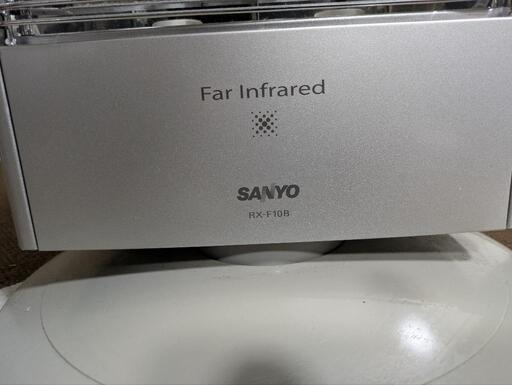 Far Infrared
SANYO
RX-F10B